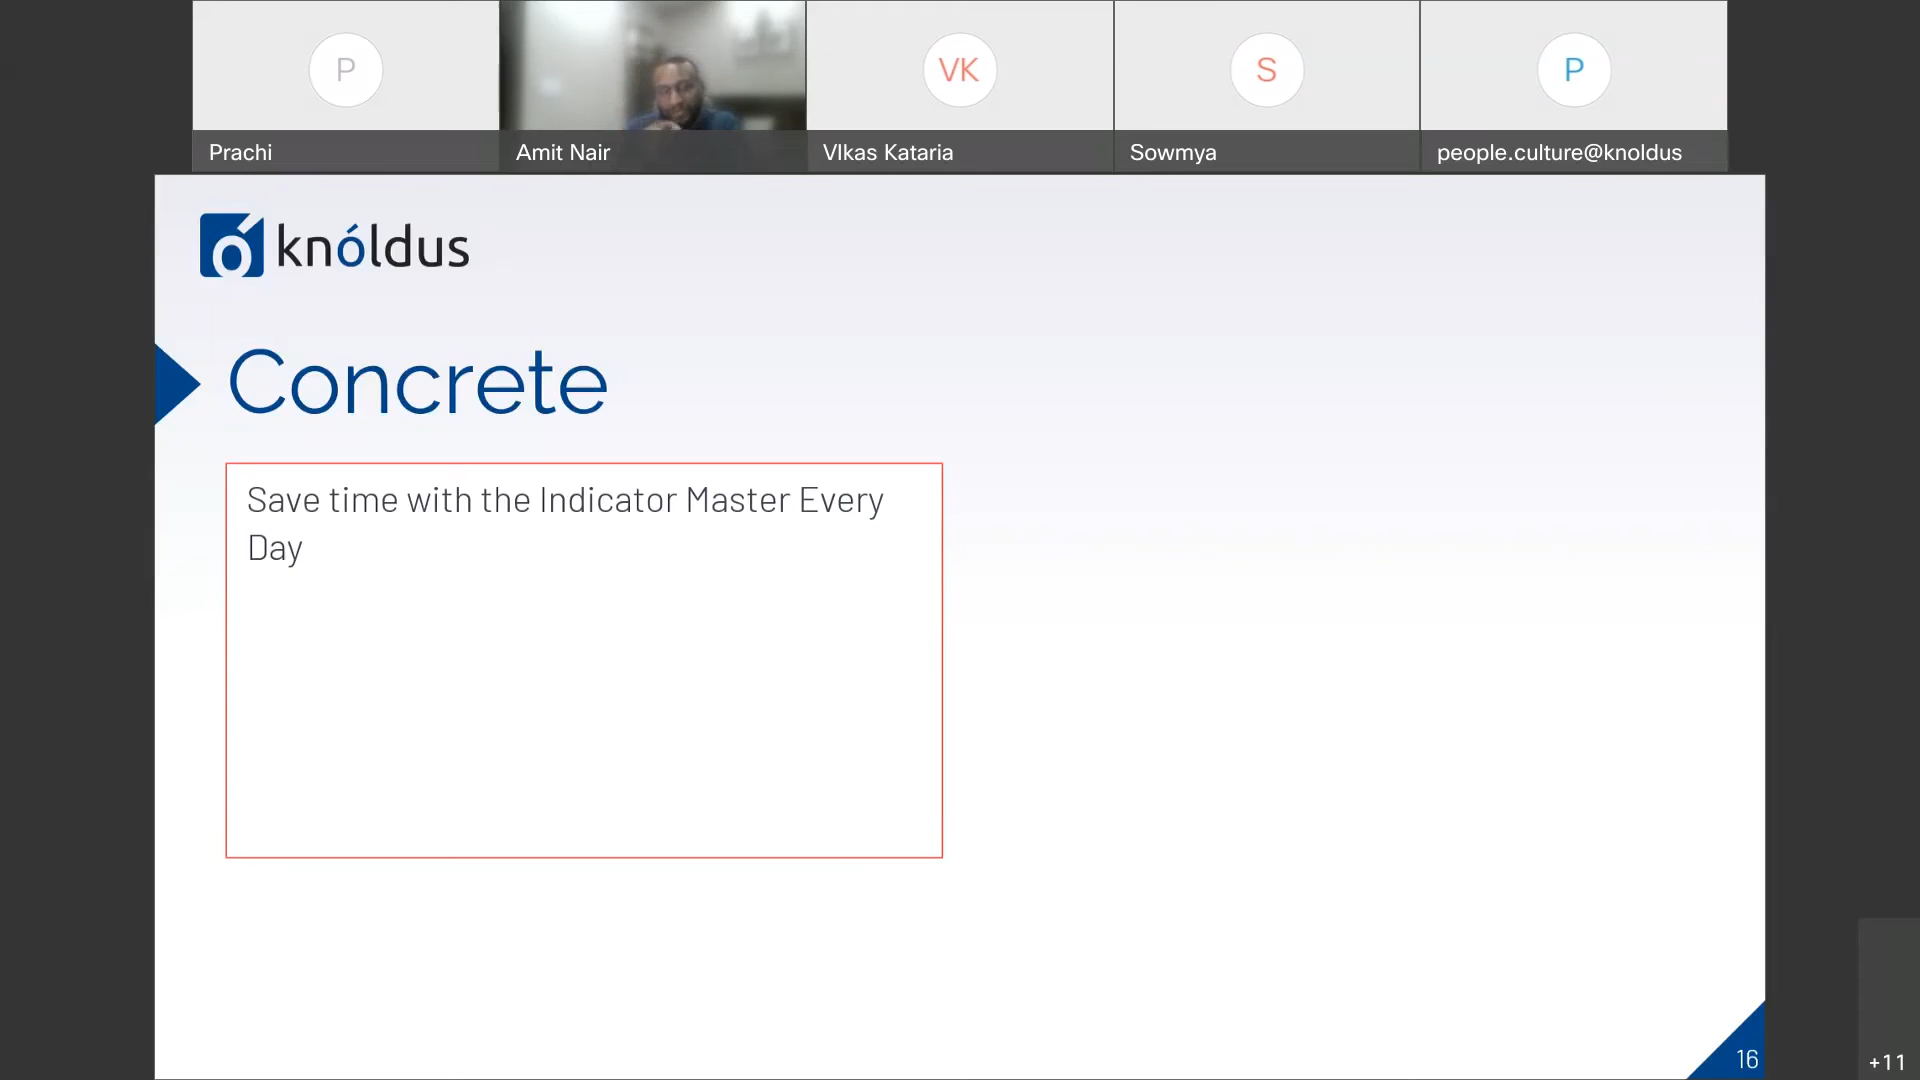 P
VK
S
P
Prachi
Amit Nair
VIkas Kataria
Sowmya
people.culture@knoldus
knóldus
Concrete
Save time with the Indicator Master Every
Day
16
+11